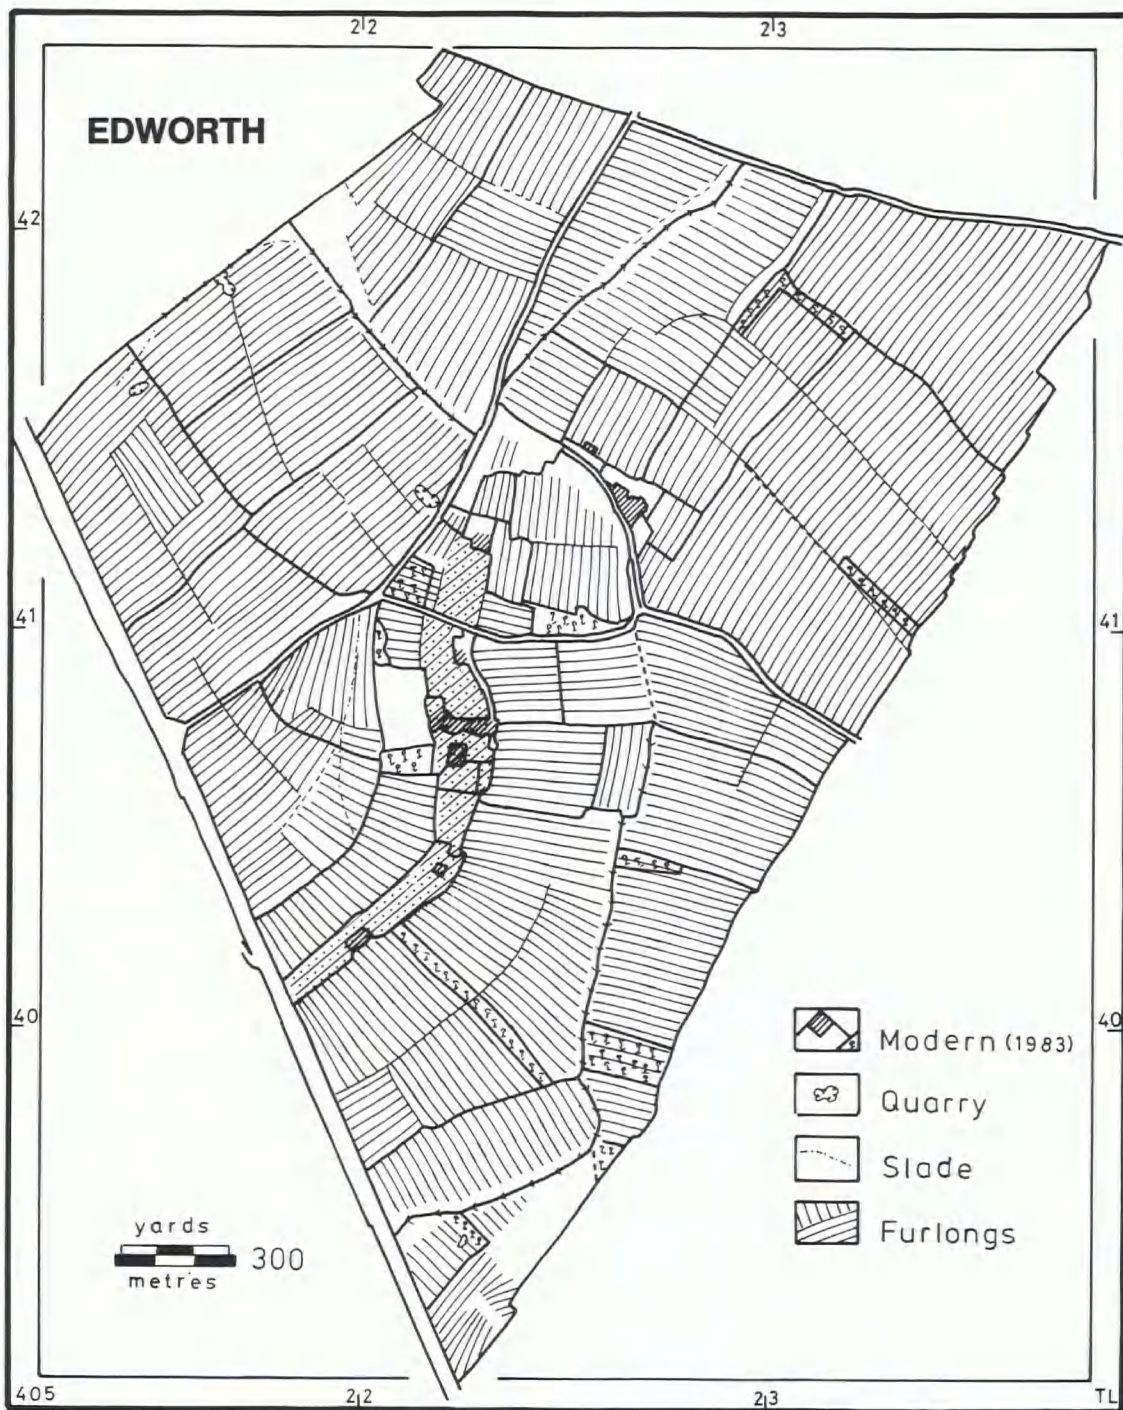 2|2 2|3
EDWORTH
42
41 41
40 40
Modern (1983)
Quarry
Slade
Furlongs
yards
300
metres
405 2|2 2|3 TL